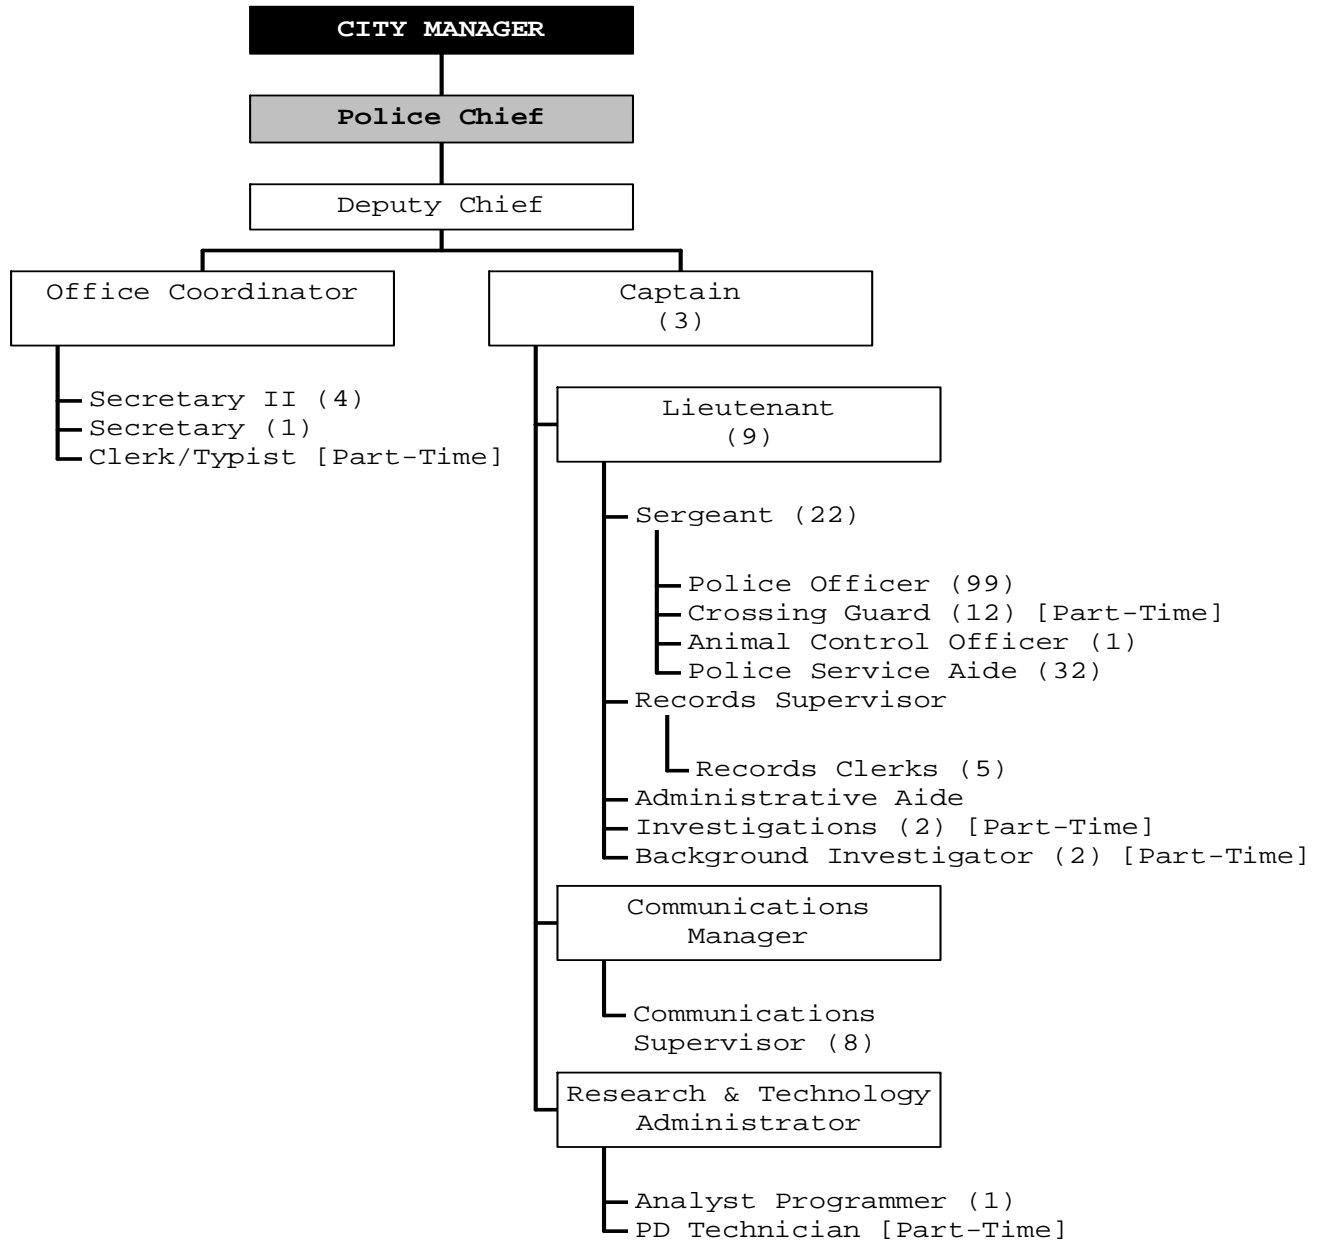 CITY MANAGER
Police Chief
Deputy Chief
Office Coordinator
Captain
(3)
Secretary II (4)
Secretary (1)
Clerk/Typist [Part-Time]
Lieutenant
(9)
Sergeant (22)
Police Officer (99)
Crossing Guard (12) [Part-Time]
Animal Control Officer (1)
Police Service Aide (32)
Records Supervisor
Records Clerks (5)
Administrative Aide
Investigations (2) [Part-Time]
Background Investigator (2) [Part-Time]
Communications
Manager
Communications
Supervisor (8)
Research & Technology
Administrator
Analyst Programmer (1)
PD Technician [Part-Time]